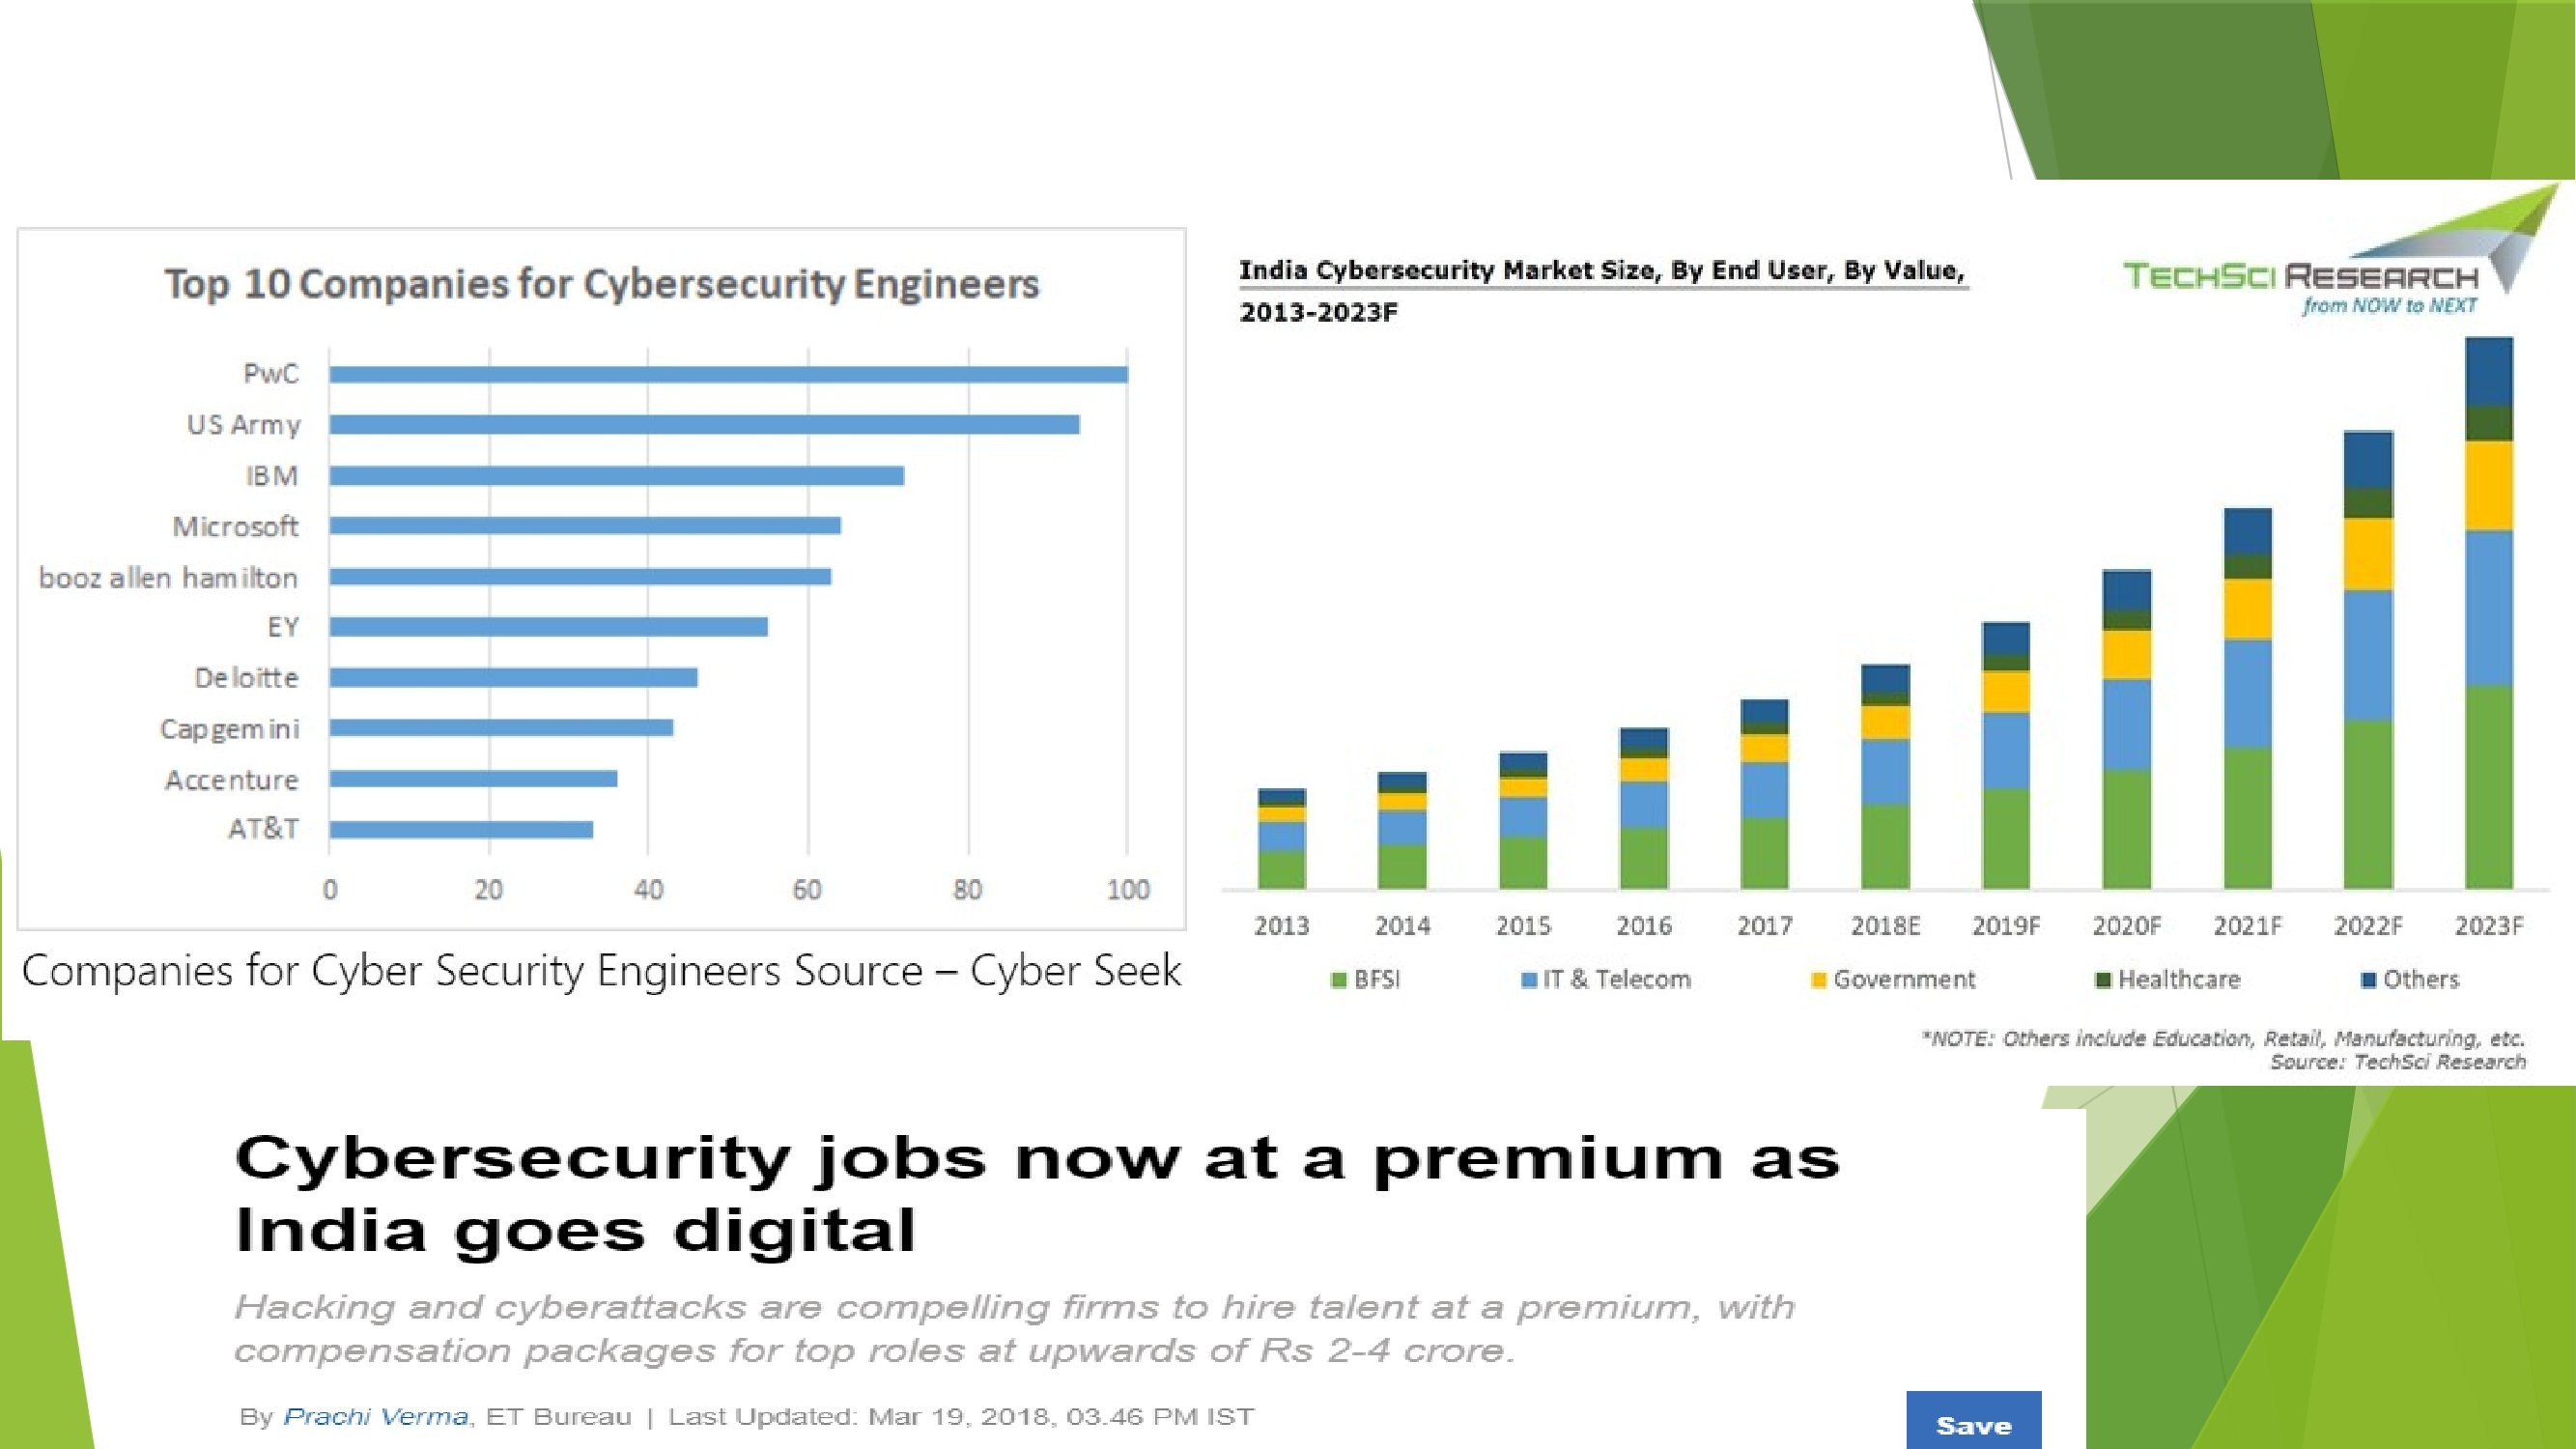 Top 10 Companies for Cybersecurity Engineers
PwC
US Army
IBM
Microsoft
booz allen hamilton
EY
Deloitte
Capgemini
Accenture
AT&T
0 20 40 60 80 100
Companies for Cyber Security Engineers Source – Cyber Seek
India Cybersecurity Market Size, By End User, By Value,
2013-2023F
TECHSCI RESEARCH
from NOW to NEXT
2013 2014 2015 2016 2017 2018E 2019F 2020F 2021F 2022F 2023F
BFSI IT & Telecom Government Healthcare Others
*NOTE: Others include Education, Retail, Manufacturing, etc.
Source: TechSci Research
Cybersecurity jobs now at a premium as
India goes digital
Hacking and cyberattacks are compelling firms to hire talent at a premium, with
compensation packages for top roles at upwards of Rs 2-4 crore.
By Prachi Verma, ET Bureau | Last Updated: Mar 19, 2018, 03.46 PM IST
Save